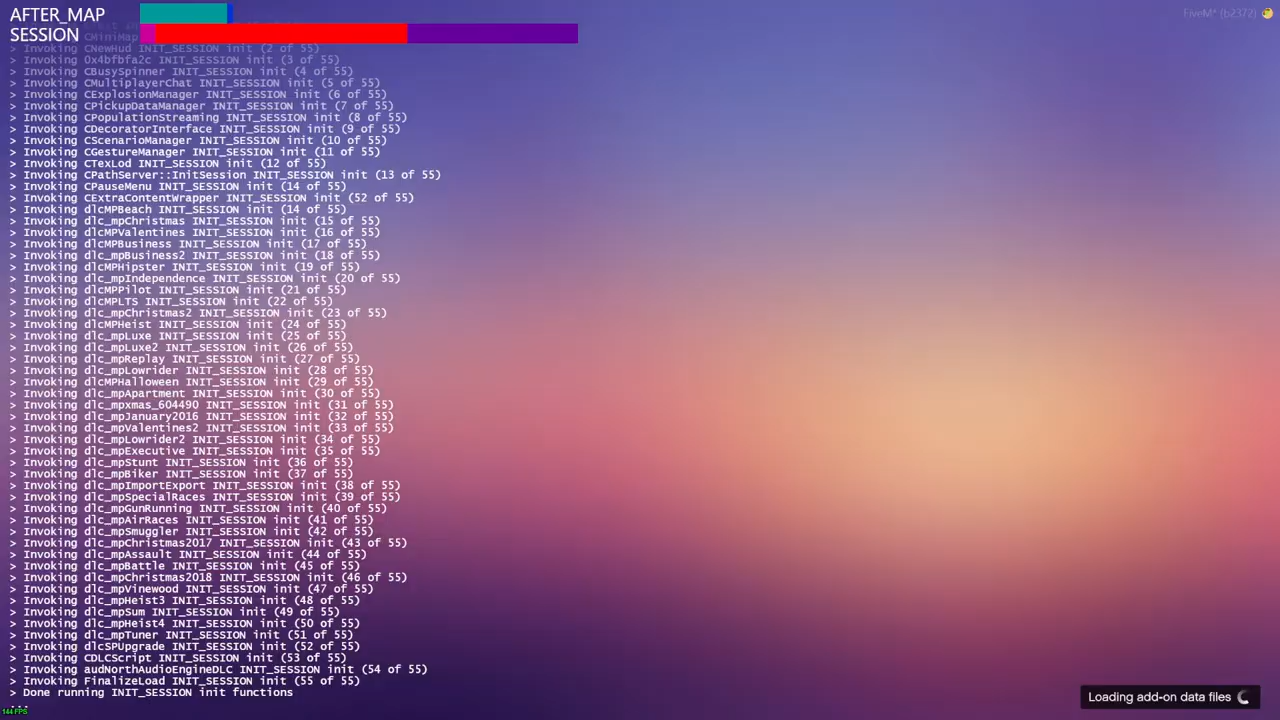 AFTER_MAP
SESSION
FiveM* (b2372)
CMiniMap
> Invoking CNewHud INIT_SESSION init (2 of 55)
> Invoking 0x4bfbfa2c INIT_SESSION init (3 of 55)
> Invoking CBusySpinner INIT_SESSION init (4 of 55)
> Invoking CMultiplayerChat INIT_SESSION init (5 of 55)
> Invoking CExplosionManager INIT_SESSION init (6 of 55)
> Invoking CPickupDataManager INIT_SESSION init (7 of 55)
> Invoking CPopulationStreaming INIT_SESSION init (8 of 55)
> Invoking CDecoratorInterface INIT_SESSION init (9 of 55)
> Invoking CScenarioManager INIT_SESSION init (10 of 55)
> Invoking CGestureManager INIT_SESSION init (11 of 55)
> Invoking CTexLod INIT_SESSION init (12 of 55)
> Invoking CPathServer::InitSession INIT_SESSION init (13 of 55)
> Invoking CPauseMenu INIT_SESSION init (14 of 55)
> Invoking CExtraContentWrapper INIT_SESSION init (52 of 55)
> Invoking dlcMPBeach INIT_SESSION init (14 of 55)
> Invoking dlc_mpChristmas INIT_SESSION init (15 of 55)
> Invoking dlcMPValentines INIT_SESSION init (16 of 55)
> Invoking dlcMPBusiness INIT_SESSION init (17 of 55)
> Invoking dlc_mpBusiness2 INIT_SESSION init (18 of 55)
> Invoking dlcMPHipster INIT_SESSION init (19 of 55)
> Invoking dlc_mpIndependence INIT_SESSION init (20 of 55)
> Invoking dlcMPPilot INIT_SESSION init (21 of 55)
> Invoking dlcMPLTS INIT_SESSION init (22 of 55)
> Invoking dlc_mpChristmas2 INIT_SESSION init (23 of 55)
> Invoking dlcMPHeist INIT_SESSION init (24 of 55)
> Invoking dlc_mpLuxe INIT_SESSION init (25 of 55)
> Invoking dlc_mpLuxe2 INIT_SESSION init (26 of 55)
> Invoking dlc_mpReplay INIT_SESSION init (27 of 55)
> Invoking dlc_mpLowrider INIT_SESSION init (28 of 55)
> Invoking dlcMPHalloween INIT_SESSION init (29 of 55)
> Invoking dlc_mpApartment INIT_SESSION init (30 of 55)
> Invoking dlc_mpxmas_604490 INIT_SESSION init (31 of 55)
> Invoking dlc_mpJanuary2016 INIT_SESSION init (32 of 55)
> Invoking dlc_mpValentines2 INIT_SESSION init (33 of 55)
> Invoking dlc_mpLowrider2 INIT_SESSION init (34 of 55)
> Invoking dlc_mpExecutive INIT_SESSION init (35 of 55)
> Invoking dlc_mpStunt INIT_SESSION init (36 of 55)
> Invoking dlc_mpBiker INIT_SESSION init (37 of 55)
> Invoking dlc_mpImportExport INIT_SESSION init (38 of 55)
> Invoking dlc_mpSpecialRaces INIT_SESSION init (39 of 55)
> Invoking dlc_mpGunRunning INIT_SESSION init (40 of 55)
> Invoking dlc_mpAirRaces INIT_SESSION init (41 of 55)
> Invoking dlc_mpSmuggler INIT_SESSION init (42 of 55)
> Invoking dlc_mpChristmas2017 INIT_SESSION init (43 of 55)
> Invoking dlc_mpAssault INIT_SESSION init (44 of 55)
> Invoking dlc_mpBattle INIT_SESSION init (45 of 55)
> Invoking dlc_mpChristmas2018 INIT_SESSION init (46 of 55)
> Invoking dlc_mpVinewood INIT_SESSION init (47 of 55)
> Invoking dlc_mpHeist3 INIT_SESSION init (48 of 55)
> Invoking dlc_mpSum INIT_SESSION init (49 of 55)
> Invoking dlc_mpHeist4 INIT_SESSION init (50 of 55)
> Invoking dlc_mpTuner INIT_SESSION init (51 of 55)
> Invoking dlcSPUpgrade INIT_SESSION init (52 of 55)
> Invoking CDLCScript INIT_SESSION init (53 of 55)
> Invoking audNorthAudioEngineDLC INIT_SESSION init (54 of 55)
> Invoking FinalizeLoad INIT_SESSION init (55 of 55)
> Done running INIT_SESSION init functions
...
144 FPS
Loading add-on data files